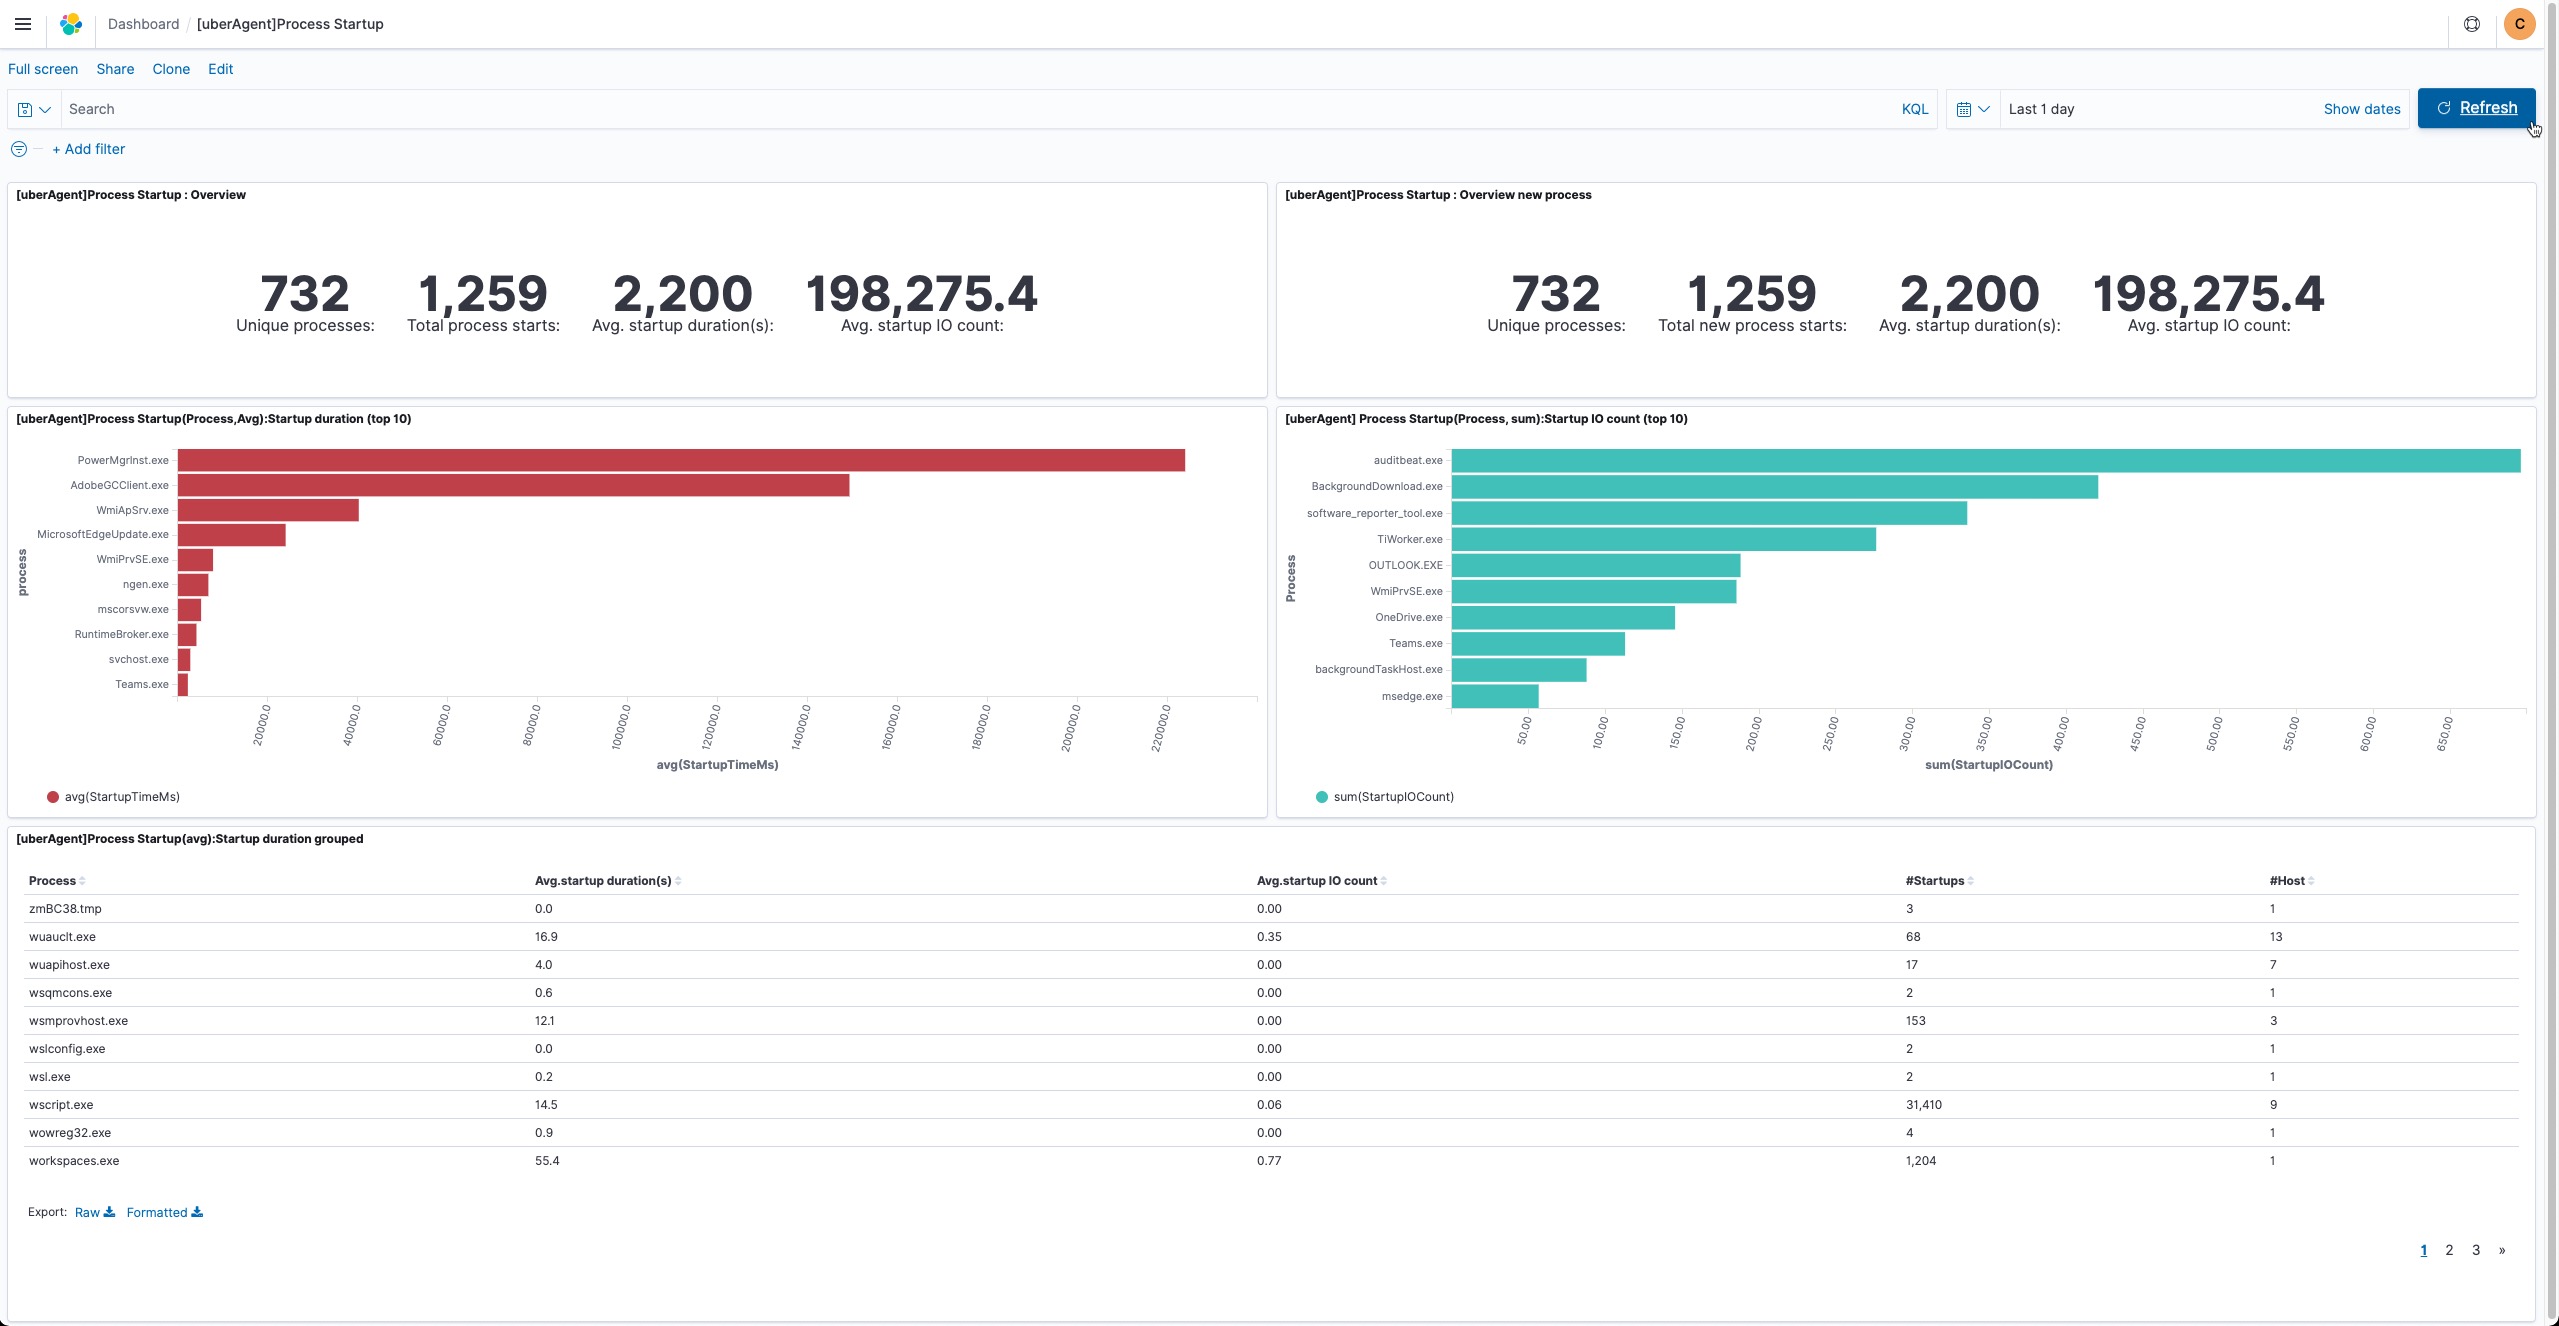 Dashboard / [uberAgent]Process Startup
C
Full screen Share Clone Edit
Search KQL Last 1 day Show dates Refresh
+ Add filter
[uberAgent]Process Startup : Overview
732 1,259 2,200 198,275.4
Unique processes: Total process starts: Avg. startup duration(s): Avg. startup IO count:
[uberAgent]Process Startup : Overview new process
732 1,259 2,200 198,275.4
Unique processes: Total new process starts: Avg. startup duration(s): Avg. startup IO count:
[uberAgent]Process Startup(Process,Avg):Startup duration (top 10)
process
PowerMgrInst.exe
AdobeGCClient.exe
WmiApSrv.exe
MicrosoftEdgeUpdate.exe
WmiPrvSE.exe
ngen.exe
mscorsvw.exe
RuntimeBroker.exe
svchost.exe
Teams.exe
20000.0 40000.0 60000.0 80000.0 100000.0 120000.0 140000.0 160000.0 180000.0 200000.0 220000.0
avg(StartupTimeMs)
avg(StartupTimeMs)
[uberAgent] Process Startup(Process, sum):Startup IO count (top 10)
Process
auditbeat.exe
BackgroundDownload.exe
software_reporter_tool.exe
TiWorker.exe
OUTLOOK.EXE
WmiPrvSE.exe
OneDrive.exe
Teams.exe
backgroundTaskHost.exe
msedge.exe
50.00 100.00 150.00 200.00 250.00 300.00 350.00 400.00 450.00 500.00 550.00 600.00 650.00
sum(StartupIOCount)
sum(StartupIOCount)
[uberAgent]Process Startup(avg):Startup duration grouped
Process Avg.startup duration(s) Avg.startup IO count #Startups #Host
zmBC38.tmp 0.0 0.00 3 1
wuauclt.exe 16.9 0.35 68 13
wuapihost.exe 4.0 0.00 17 7
wsqmcons.exe 0.6 0.00 2 1
wsmprovhost.exe 12.1 0.00 153 3
wslconfig.exe 0.0 0.00 2 1
wsl.exe 0.2 0.00 2 1
wscript.exe 14.5 0.06 31,410 9
wowreg32.exe 0.9 0.00 4 1
workspaces.exe 55.4 0.77 1,204 1
Export: Raw Formatted
1 2 3 »